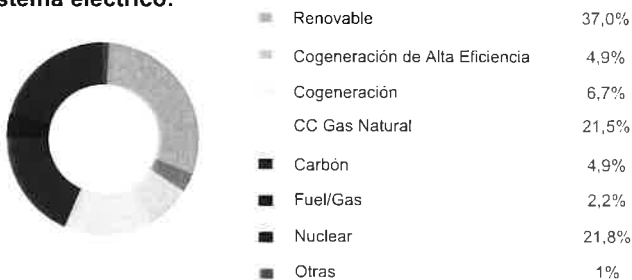 stema eléctrico:
Renovable 37,0%
Cogeneración de Alta Eficiencia 4,9%
Cogeneración 6,7%
CC Gas Natural 21,5%
Carbón 4,9%
Fuel/Gas 2,2%
Nuclear 21,8%
Otras 1%